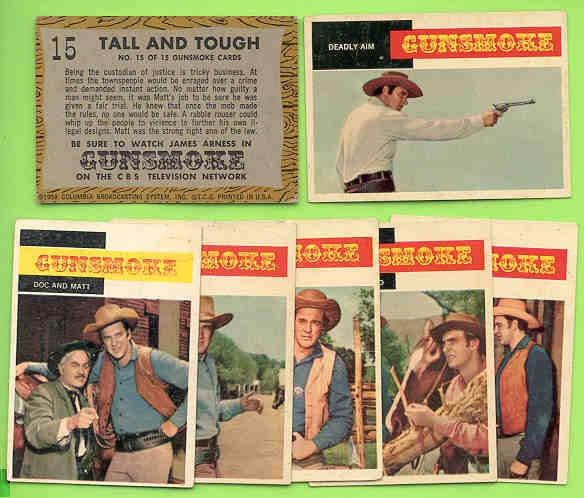 15
TALL AND TOUGH
NO. 15 OF 15 GUNSMOKE CARDS
Being the custodian of justice is tricky business. At
times the townspeople would be enraged over a crime
and demanded instant action. No matter how guilty a
man might seem, it was Matt's job to be sure he was
given a fair trial. He knew that once the mob made
the rules, no one would be safe. A rabble rouser could
whip up the people to violence to further his own il-
legal designs. Matt was the strong right arm of the law.
BE SURE TO WATCH JAMES ARNESS IN
GUNSMOKE
ON THE CBS TELEVISION NETWORK
©1958 COLUMBIA BROADCASTING SYSTEM, INC. ©T.C.G. PRINTED IN U.S.A.
DEADLY AIM
GUNSMOKE
GUNSMOKE
DOC AND MATT
NSMOKE
SMOKE
NSMOKE
OKE